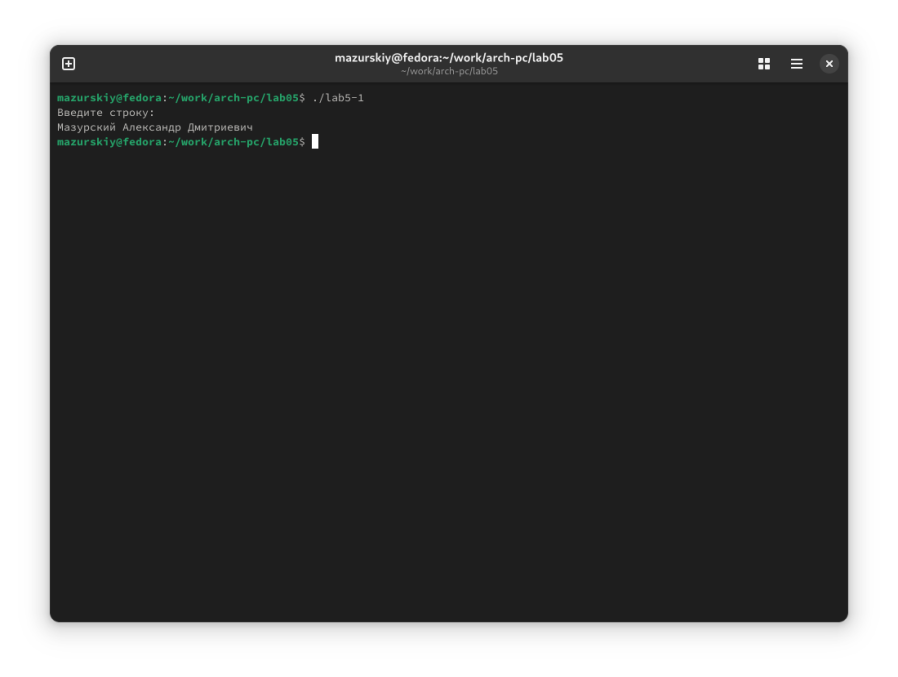 mazurskiy@fedora:~/work/arch-pc/lab05
~/work/arch-pc/lab05
mazurskiy@fedora:~/work/arch-pc/lab05$ ./lab5-1
Введите строку:
Мазурский Александр Дмитриевич
mazurskiy@fedora:~/work/arch-pc/lab05$